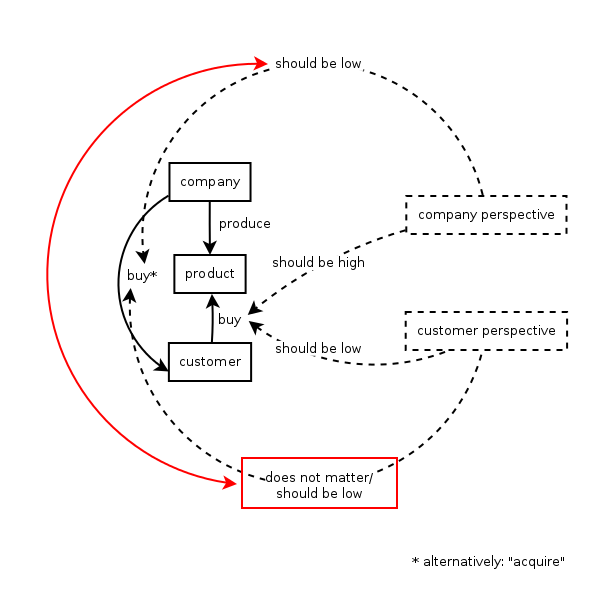 should be low
company
company perspective
produce
should be high
buy*
product
buy
customer perspective
should be low
customer
does not matter/
should be low
* alternatively: "acquire"